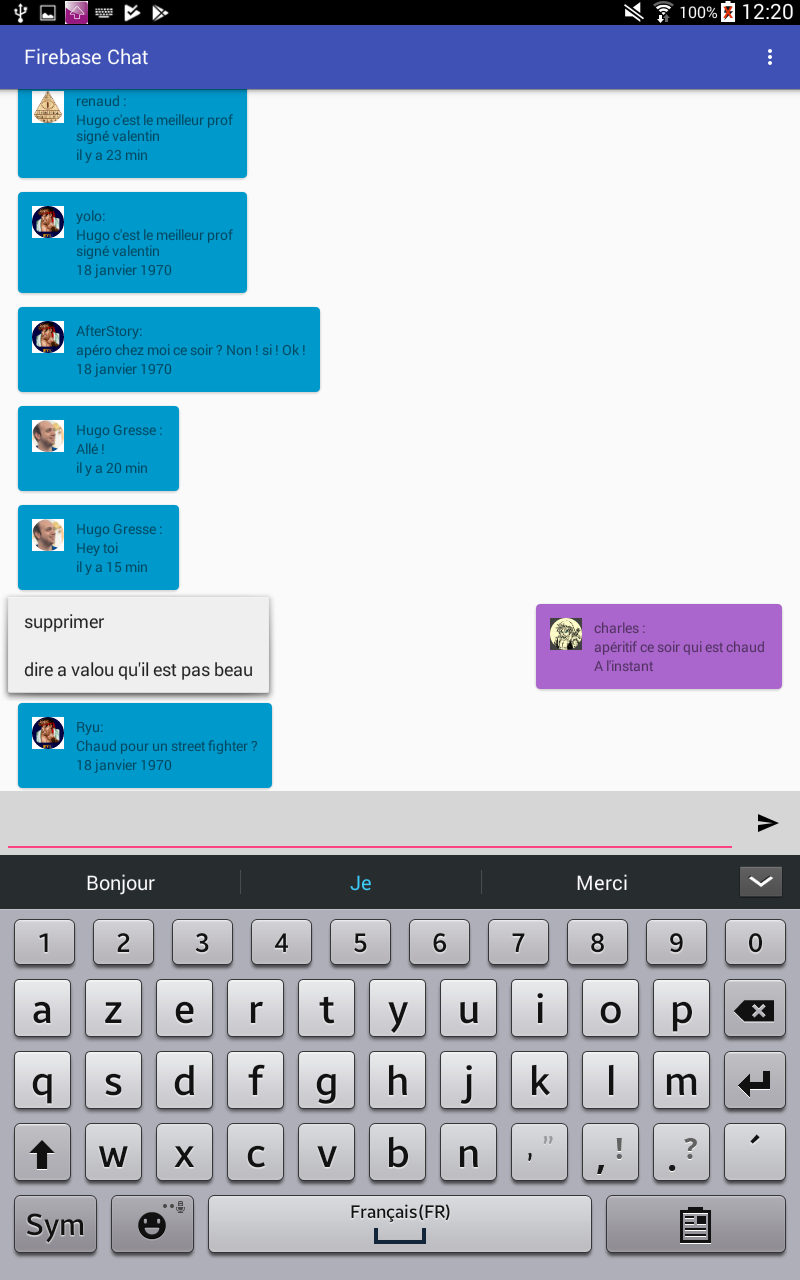 100% 12:20
Firebase Chat
renaud :
Hugo c'est le meilleur prof
signé valentin
il y a 23 min
yolo:
Hugo c'est le meilleur prof
signé valentin
18 janvier 1970
AfterStory:
apéro chez moi ce soir ? Non ! si ! Ok !
18 janvier 1970
Hugo Gresse :
Allé !
il y a 20 min
Hugo Gresse :
Hey toi
il y a 15 min
supprimer
dire a valou qu'il est pas beau
charles :
apéritif ce soir qui est chaud
A l'instant
Ryu:
Chaud pour un street fighter ?
18 janvier 1970
Bonjour Je Merci
1 2 3 4 5 6 7 8 9 0
a z e r t y u i o p
q s d f g h j k l m
w x c v b n ' " , ! . ? ´
Sym Français(FR)